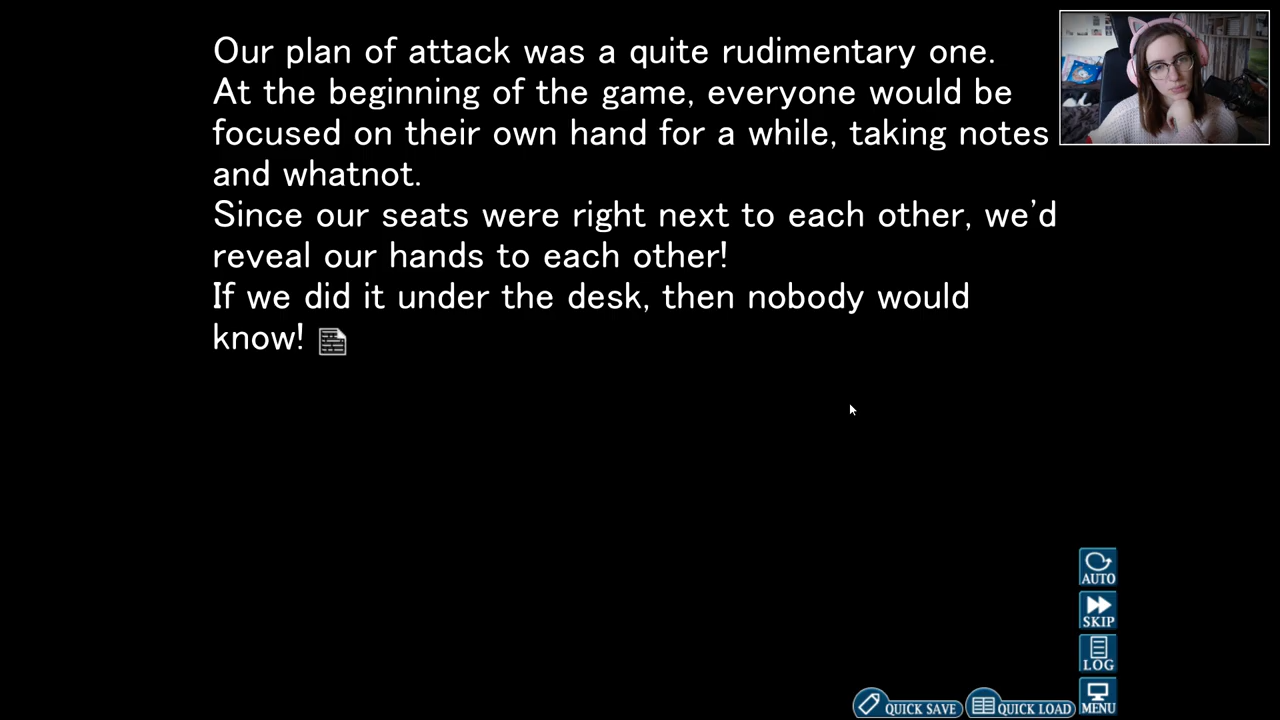 Our plan of attack was a quite rudimentary one.
At the beginning of the game, everyone would be
focused on their own hand for a while, taking notes
and whatnot.
Since our seats were right next to each other, we'd
reveal our hands to each other!
If we did it under the desk, then nobody would
know!
AUTO
SKIP
LOG
MENU
QUICK SAVE
QUICK LOAD